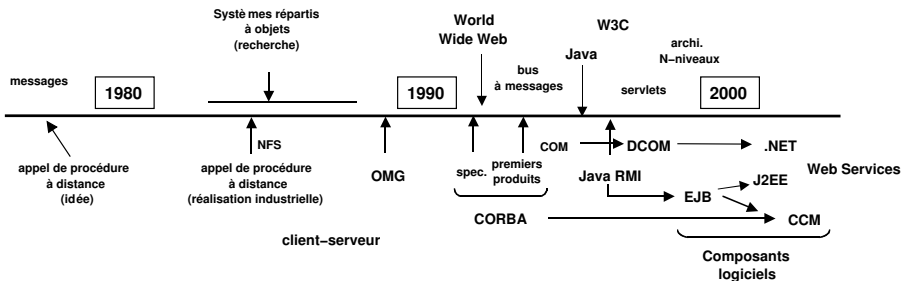 Systèmes répartis
à objets
(recherche)
World
Wide Web
W3C
Java
archi.
N−niveaux
messages
1980
1990
bus
à messages
servlets
2000
NFS
COM
DCOM
.NET
appel de procédure
à distance
(idée)
appel de procédure
à distance
(réalisation industrielle)
OMG
spec.
premiers
produits
Java RMI
J2EE
Web Services
EJB
CORBA
CCM
client−serveur
Composants
logiciels